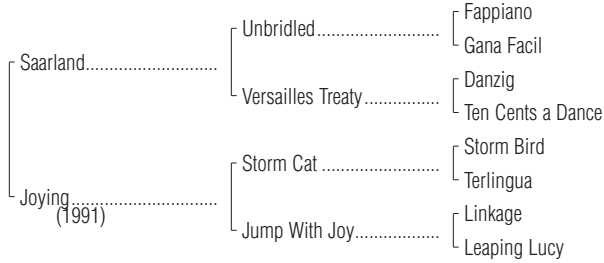 Fappiano
Unbridled
Gana Facil
Saarland
Danzig
Versailles Treaty
Ten Cents a Dance
Storm Bird
Storm Cat
Terlingua
Joying
(1991)
Linkage
Jump With Joy
Leaping Lucy